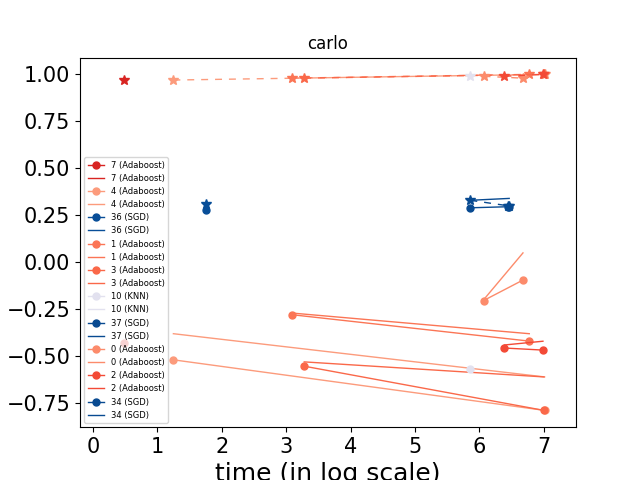 carlo
1.00
0.75
0.50
0.25
0.00
−0.25
−0.50
−0.75
7 (Adaboost)
7 (Adaboost)
4 (Adaboost)
4 (Adaboost)
36 (SGD)
36 (SGD)
1 (Adaboost)
1 (Adaboost)
3 (Adaboost)
3 (Adaboost)
10 (KNN)
10 (KNN)
37 (SGD)
37 (SGD)
0 (Adaboost)
0 (Adaboost)
2 (Adaboost)
2 (Adaboost)
34 (SGD)
34 (SGD)
0 1 2 3 4 5 6 7
time (in log scale)